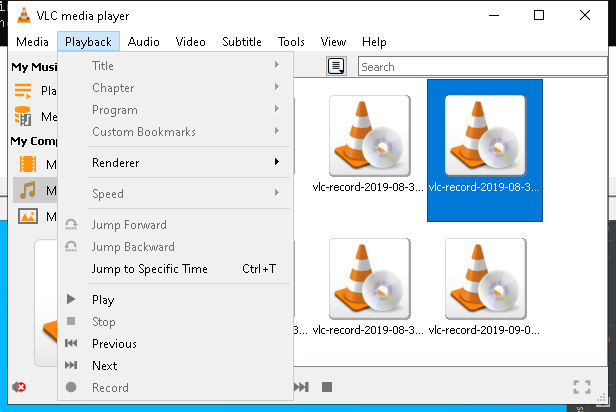 VLC media player
Media Playback Audio Video Subtitle Tools View Help
My Musi
Pla
Me
My Comp
M
M
M
Title
Chapter
Program
Custom Bookmarks
Renderer
Speed
Jump Forward
Jump Backward
Jump to Specific Time Ctrl+T
Play
Stop
Previous
Next
Record
Search
vlc-record-2019-08-3... vlc-record-2019-08-3...
vlc-record-2019-08-3... vlc-record-2019-09-0...